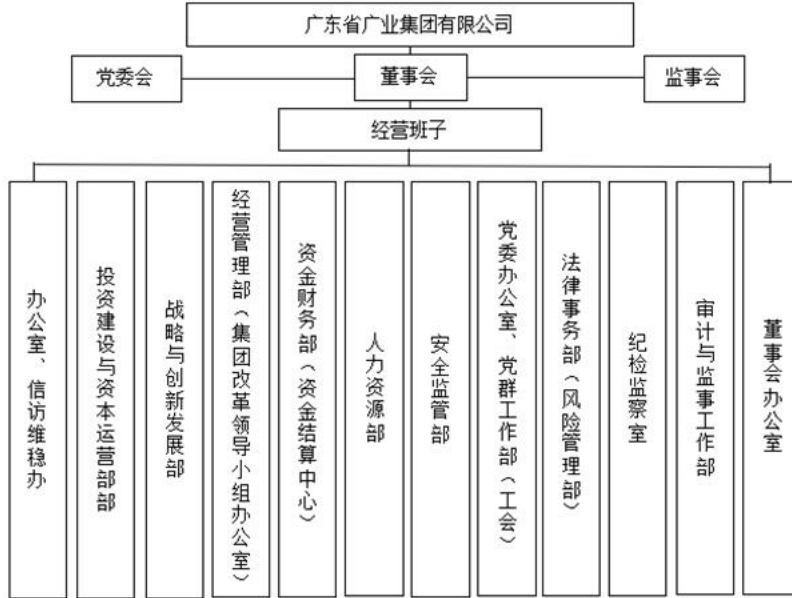 广东省广业集团有限公司
党委会
董事会
监事会
经营班子
办公室、信访维稳办
投资建设与资本运营部部
战略与创新发展部
经营管理部（集团改革领导小组办公室）
资金财务部（资金结算中心）
人力资源部
安全监管部
党委办公室、党群工作部（工会）
法律事务部（风险管理部）
纪检监察室
审计与监事工作部
董事会办公室